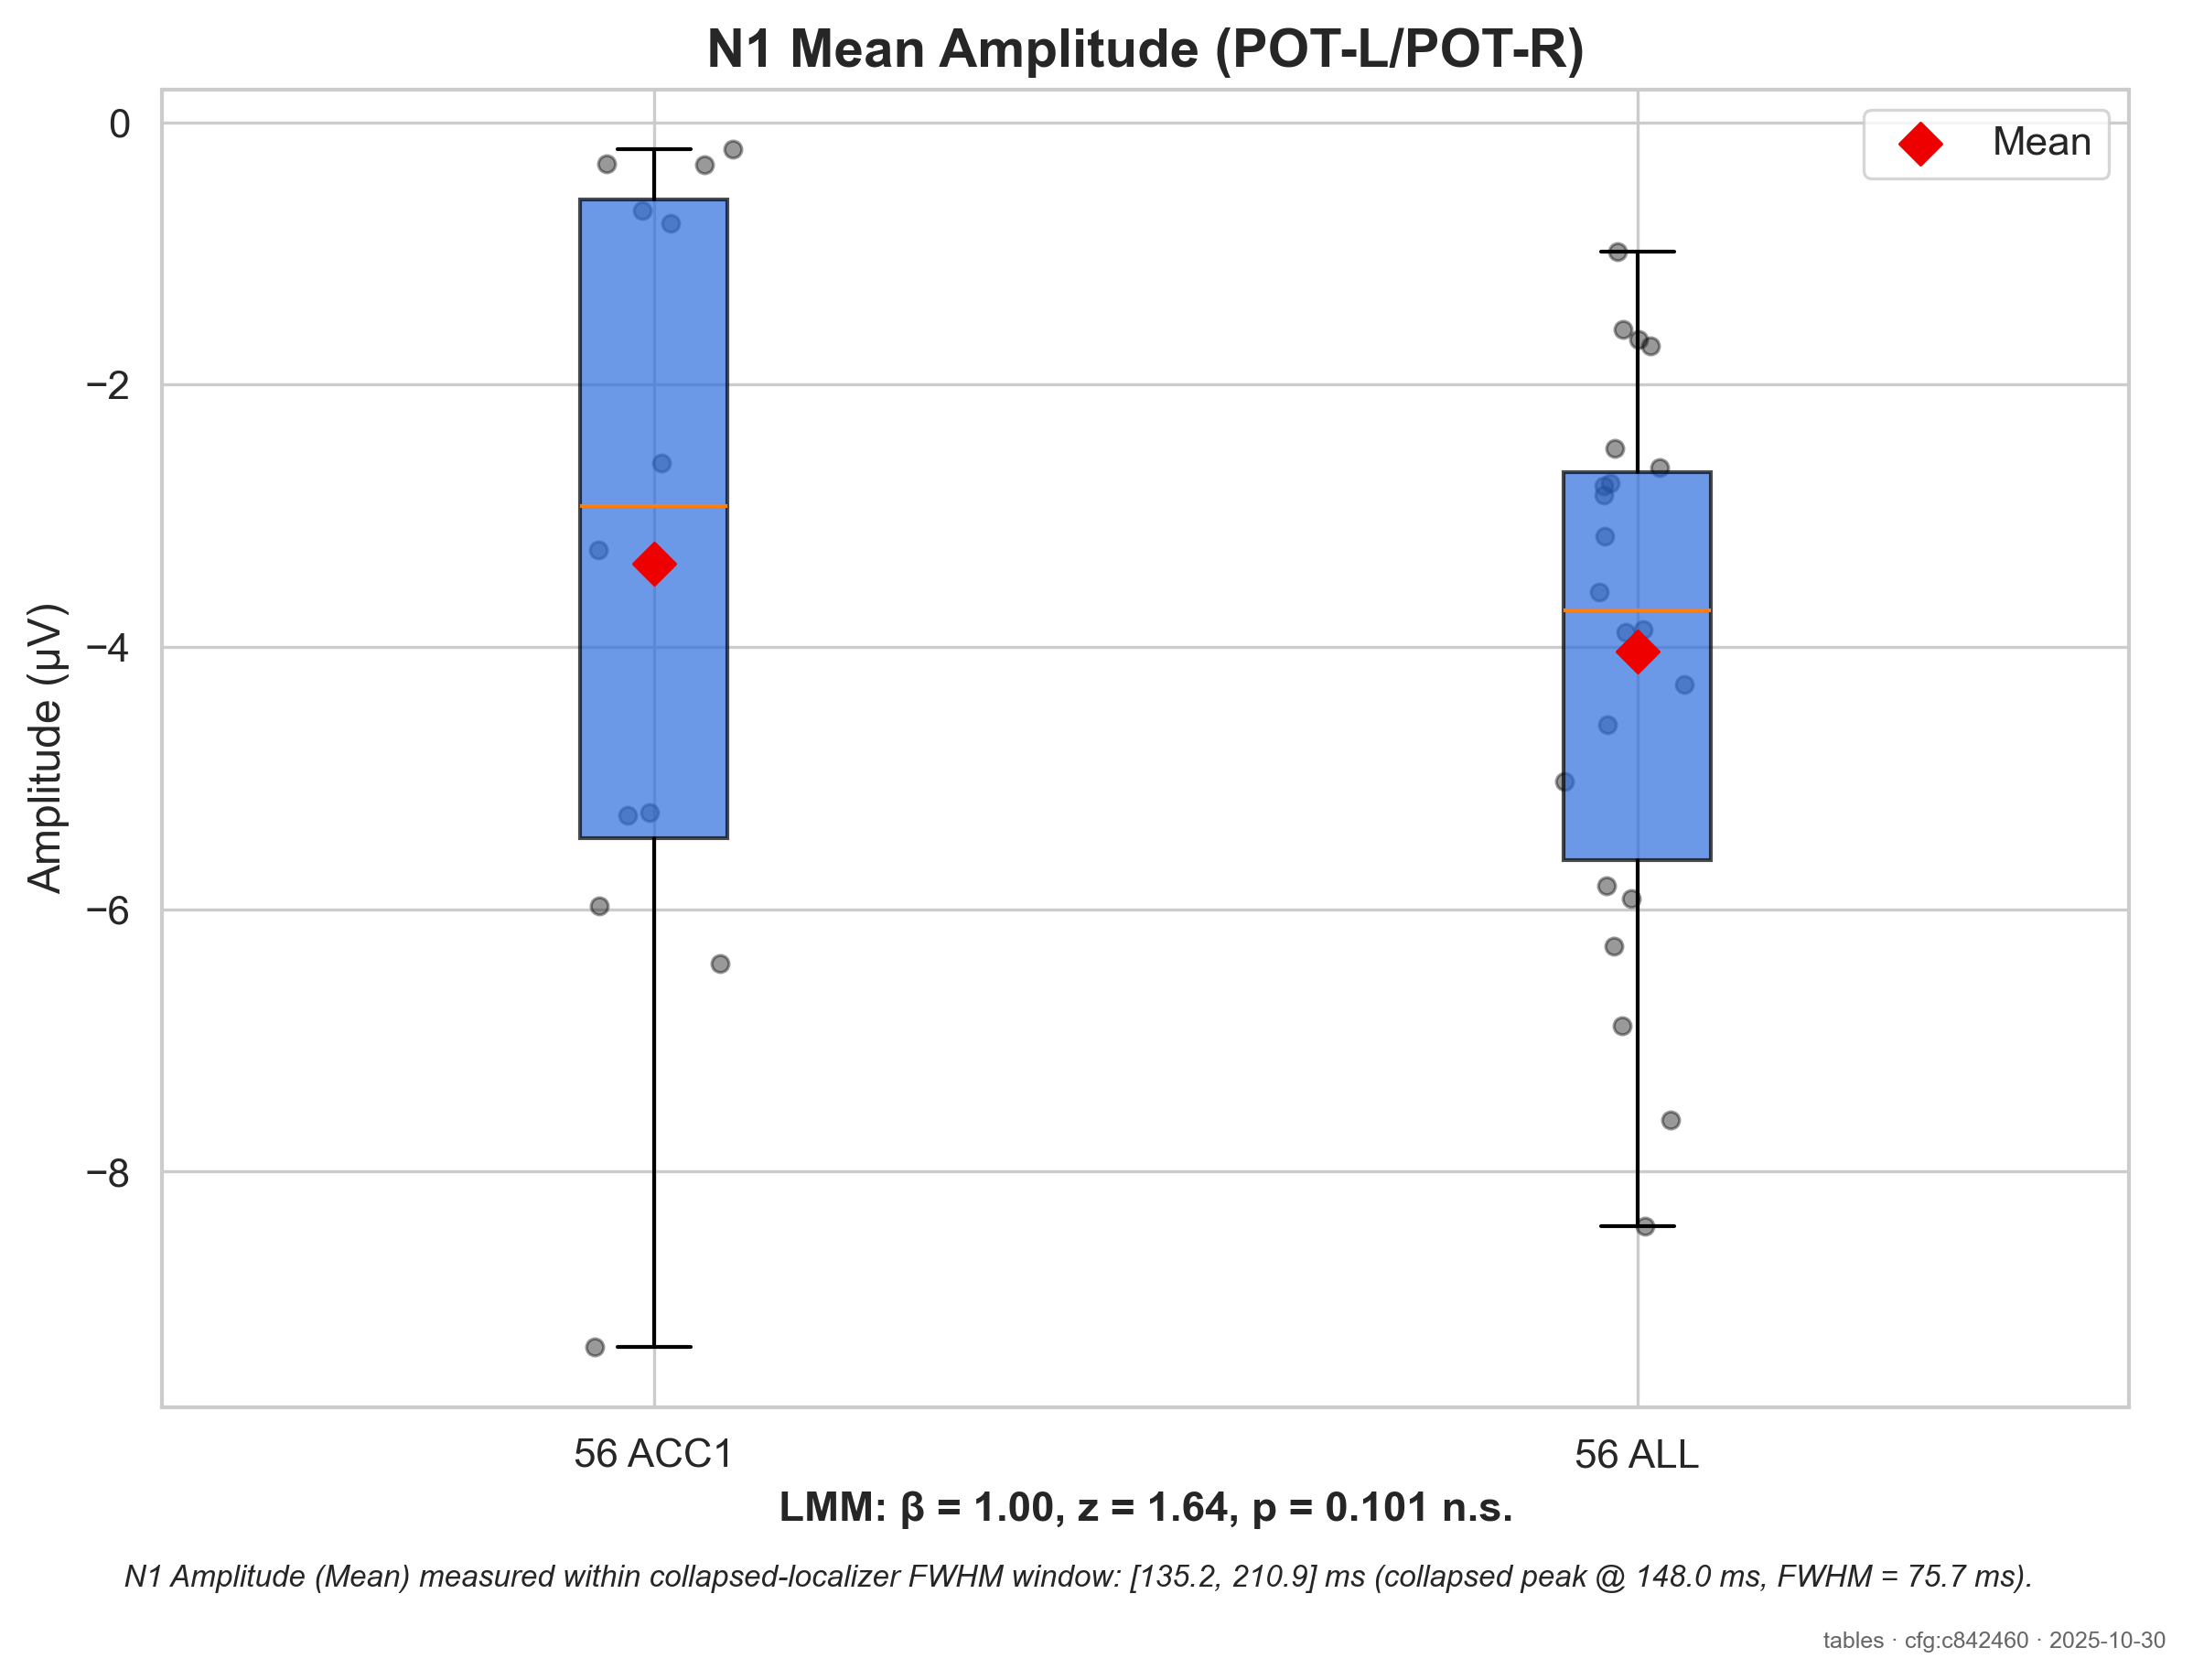 N1 Mean Amplitude (POT-L/POT-R)
Mean
0
−2
−4
−6
−8
Amplitude (µV)
56 ACC1
56 ALL
LMM: β = 1.00, z = 1.64, p = 0.101 n.s.
N1 Amplitude (Mean) measured within collapsed-localizer FWHM window: [135.2, 210.9] ms (collapsed peak @ 148.0 ms, FWHM = 75.7 ms).
tables · cfg:c842460 · 2025-10-30